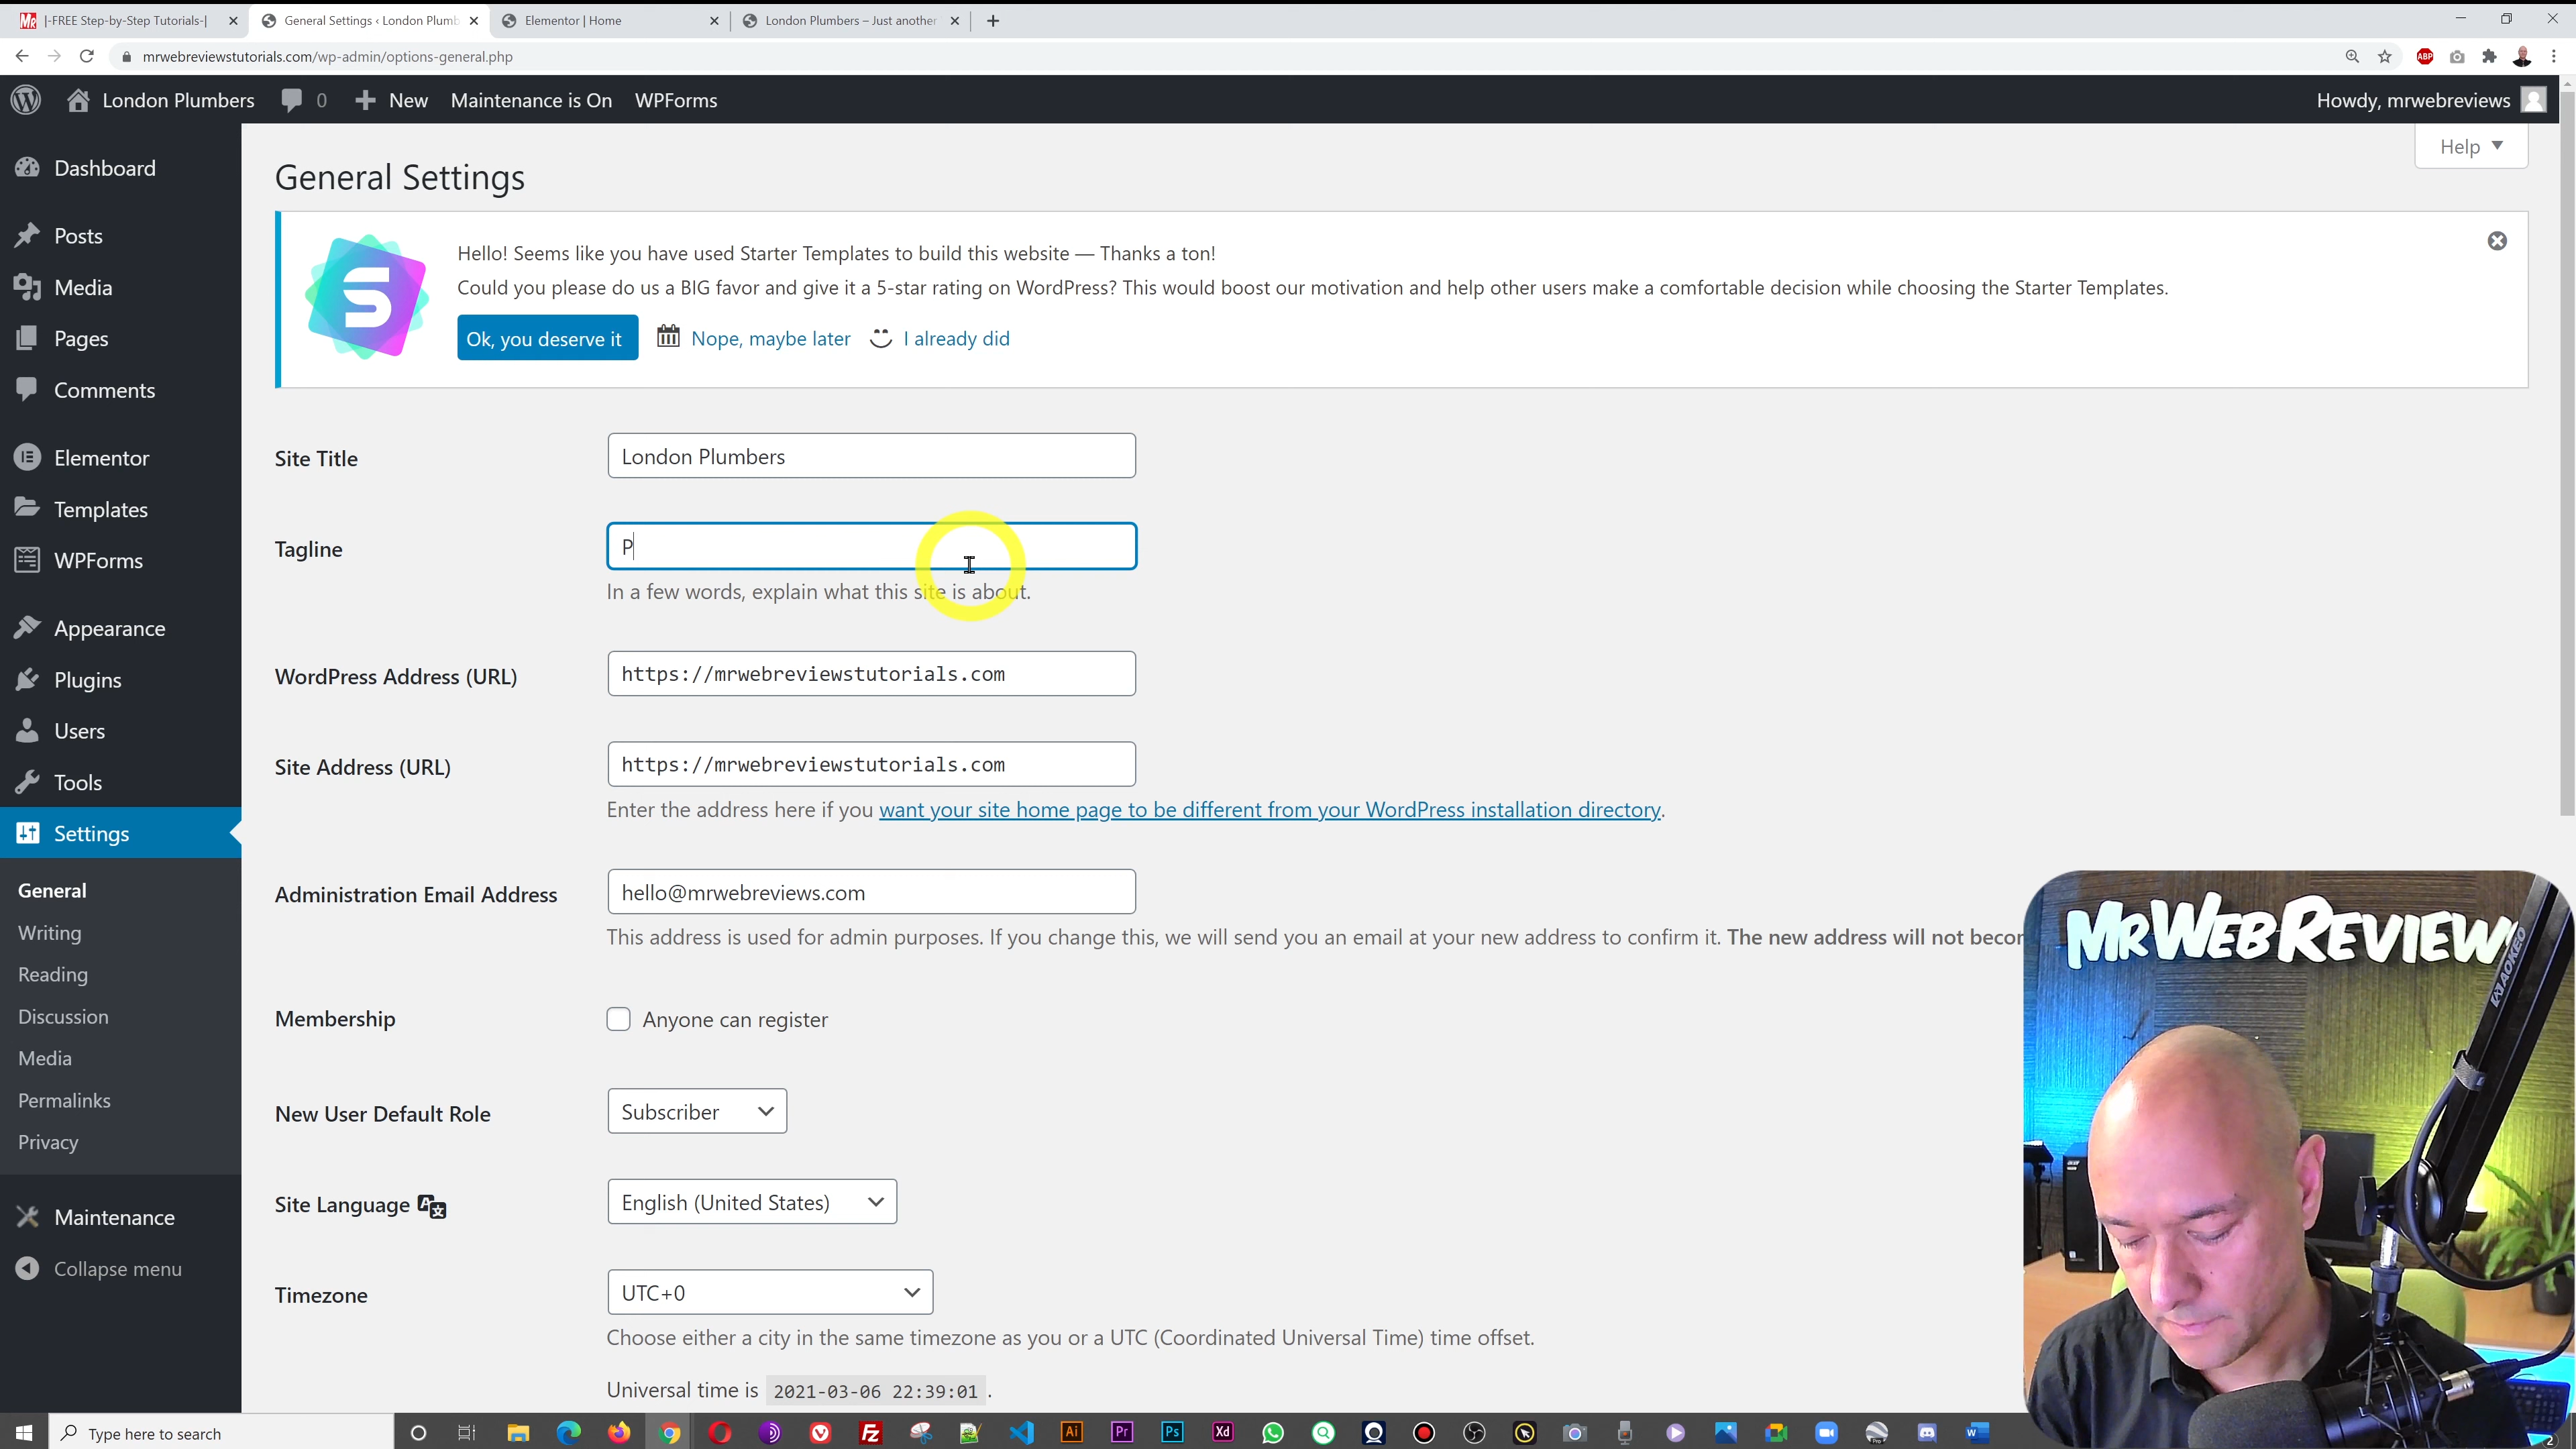 |-FREE Step-by-Step Tutorials-|
General Settings ‹ London Plumb
Elementor | Home
London Plumbers – Just another
mrwebreviewstutorials.com/wp-admin/options-general.php
ABP
London Plumbers 0 New Maintenance is On WPForms
Howdy, mrwebreviews
Help
Dashboard
Posts
Media
Pages
Comments
Elementor
Templates
WPForms
Appearance
Plugins
Users
Tools
Settings
General
Writing
Reading
Discussion
Media
Permalinks
Privacy
Maintenance
Collapse menu
General Settings
Hello! Seems like you have used Starter Templates to build this website — Thanks a ton!
Could you please do us a BIG favor and give it a 5-star rating on WordPress? This would boost our motivation and help other users make a comfortable decision while choosing the Starter Templates.
Ok, you deserve it Nope, maybe later I already did
Site Title London Plumbers
Tagline P
In a few words, explain what this site is about.
WordPress Address (URL) https://mrwebreviewstutorials.com
Site Address (URL) https://mrwebreviewstutorials.com
Enter the address here if you want your site home page to be different from your WordPress installation directory.
Administration Email Address hello@mrwebreviews.com
This address is used for admin purposes. If you change this, we will send you an email at your new address to confirm it. The new address will not becor
Membership Anyone can register
New User Default Role Subscriber
Site Language English (United States)
Timezone UTC+0
Choose either a city in the same timezone as you or a UTC (Coordinated Universal Time) time offset.
Universal time is 2021-03-06 22:39:01 .
MRWEBREVIEW
MAONO
Type here to search
Fz
Ai
Pr
Ps
Xd
W
2